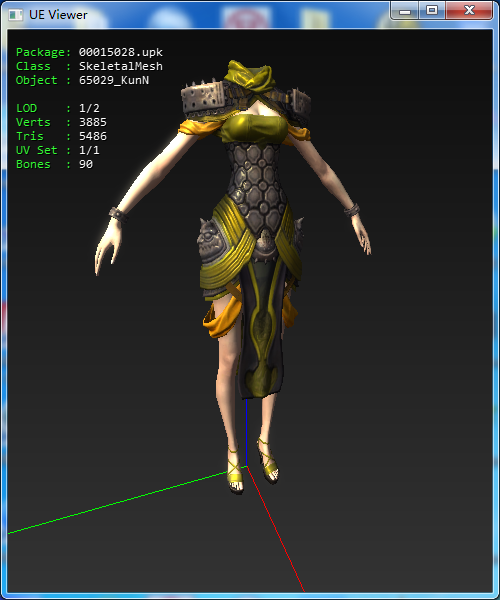 UE Viewer
Package: 00015028.upk
Class  : SkeletalMesh
Object : 65029_KunN
LOD    : 1/2
Verts  : 3885
Tris   : 5486
UV Set : 1/1
Bones  : 90